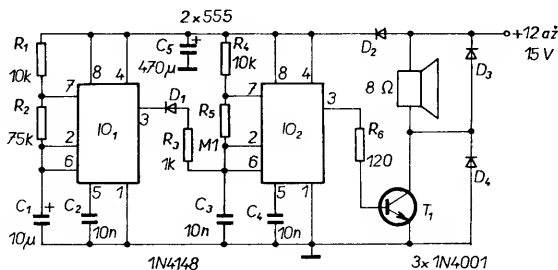 2×555
+12 až
15 V
R1
10k
C5
470µ
+
R4
10k
D2
D3
7
8
4
D1
7
8
4
8 Ω
R2
75k
IO1
3
R5
M1
IO2
3
2
6
R3
1k
2
6
R6
120
D4
5
1
5
1
T1
C1
+
10µ
C2
10n
C3
10n
C4
10n
1N4148
3×1N4001